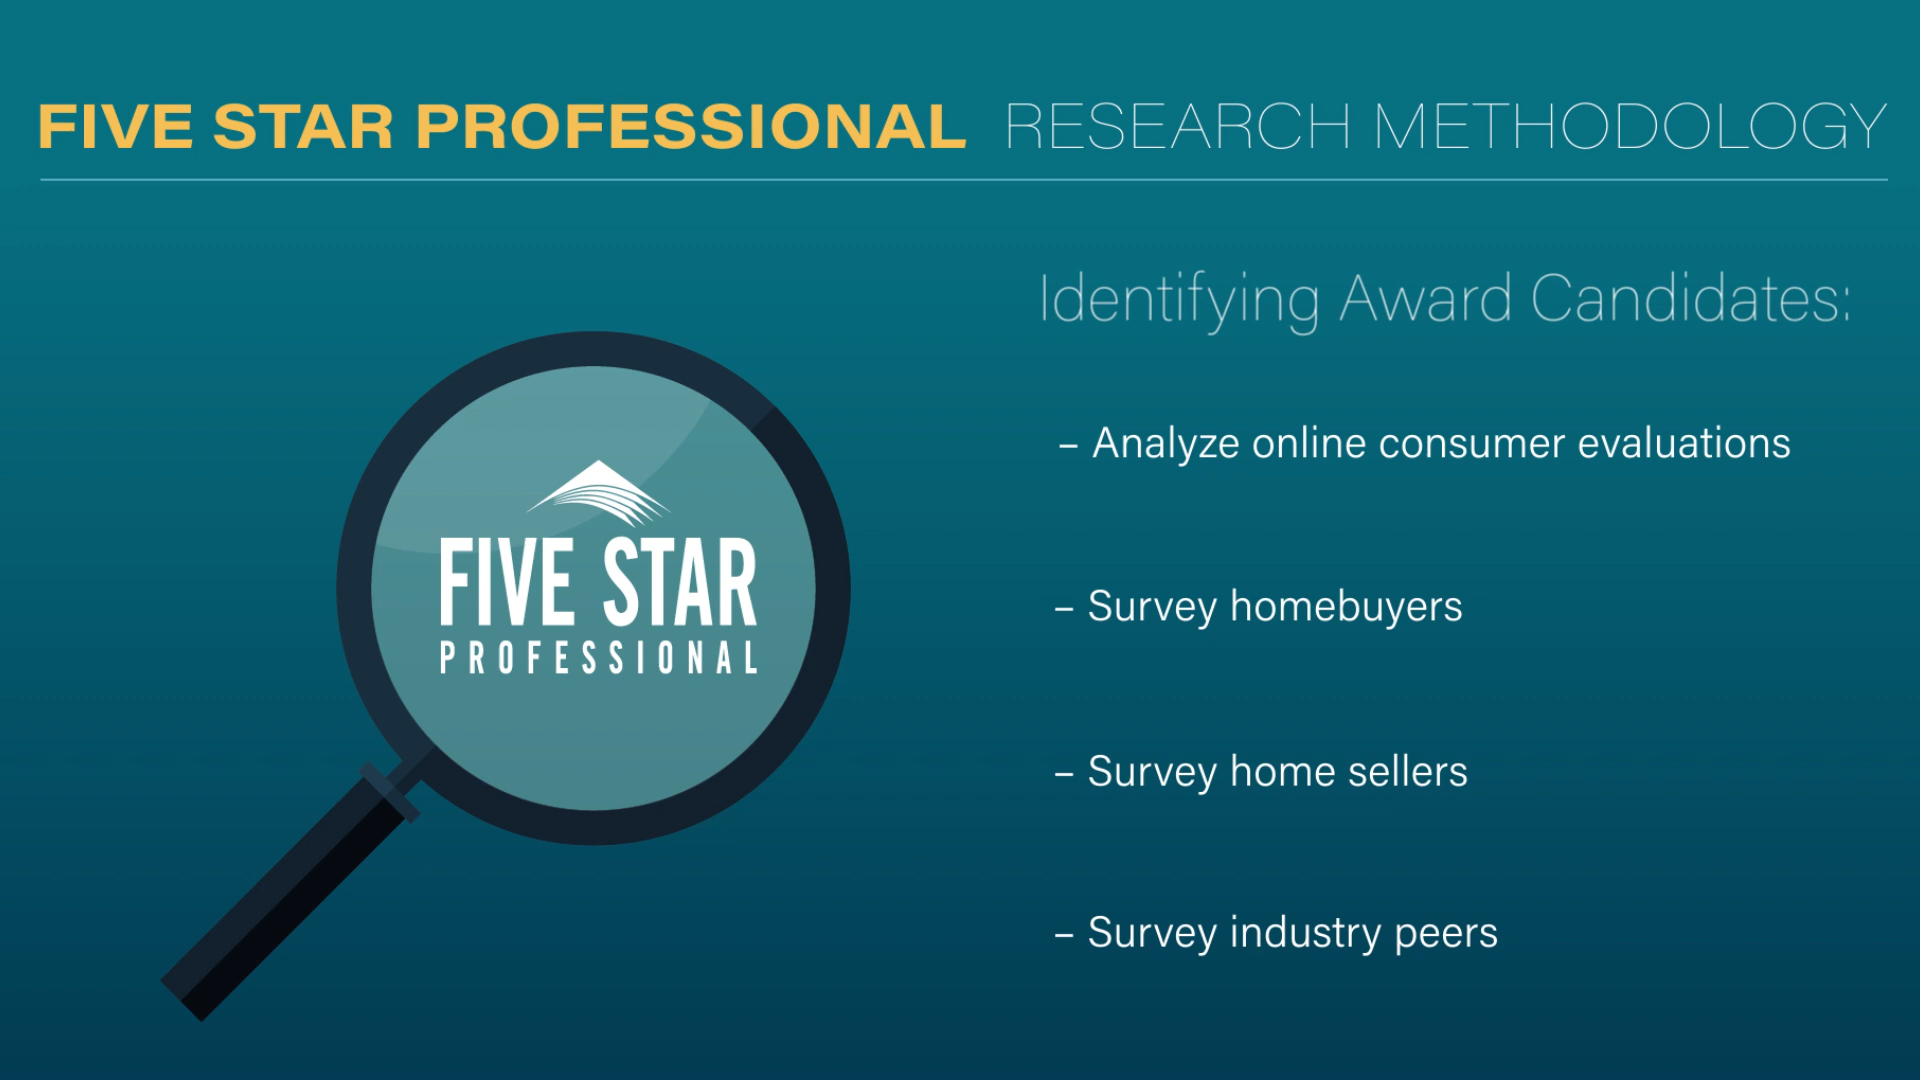 FIVE STAR PROFESSIONAL RESEARCH METHODOLOGY
FIVE STAR
PROFESSIONAL
Identifying Award Candidates:
– Analyze online consumer evaluations
– Survey homebuyers
– Survey home sellers
– Survey industry peers